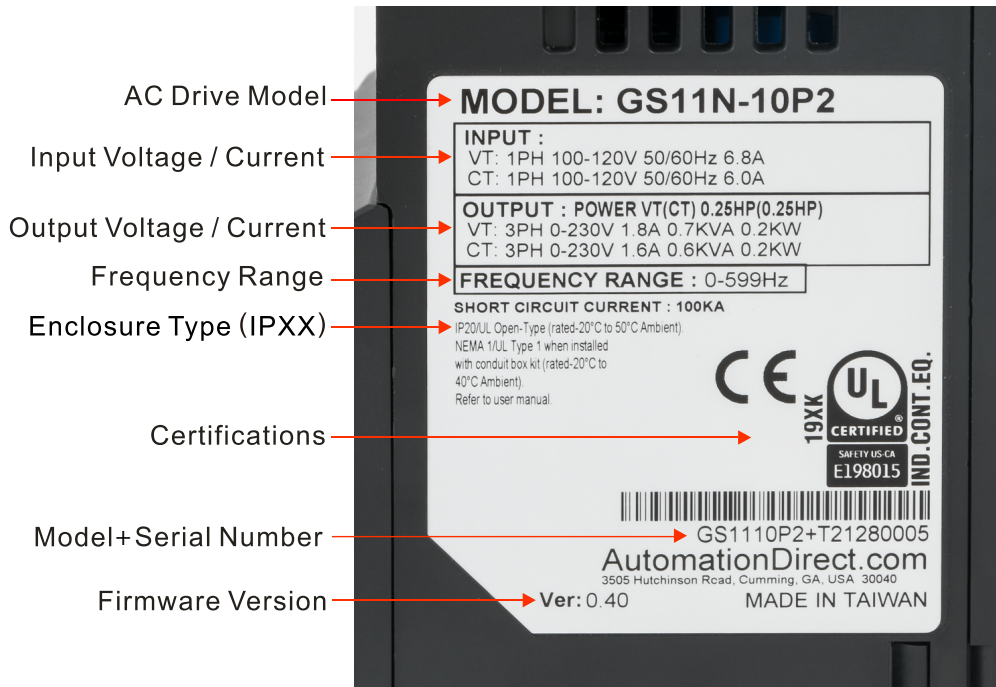 AC Drive Model
MODEL: GS11N-10P2
Input Voltage / Current
INPUT :
VT: 1PH 100-120V 50/60Hz 6.8A
CT: 1PH 100-120V 50/60Hz 6.0A
Output Voltage / Current
OUTPUT : POWER VT(CT) 0.25HP(0.25HP)
VT: 3PH 0-230V 1.8A 0.7KVA 0.2KW
CT: 3PH 0-230V 1.6A 0.6KVA 0.2KW
Frequency Range
FREQUENCY RANGE : 0-599Hz
SHORT CIRCUIT CURRENT : 100KA
Enclosure Type (IPXX)
IP20/UL Open-Type (rated-20°C to 50°C Ambient).
NEMA 1/UL Type 1 when installed
with conduit box kit (rated-20°C to
40°C Ambient).
Refer to user manual.
CE
19XK
UL
®
CERTIFIED
SAFETY US-CA
E198015
IND.CONT.EQ.
Certifications
Model+Serial Number
GS1110P2+T21280005
AutomationDirect.com
3505 Hutchinson Rcad, Cumming, GA, USA 30040
Firmware Version
Ver: 0.40
MADE IN TAIWAN